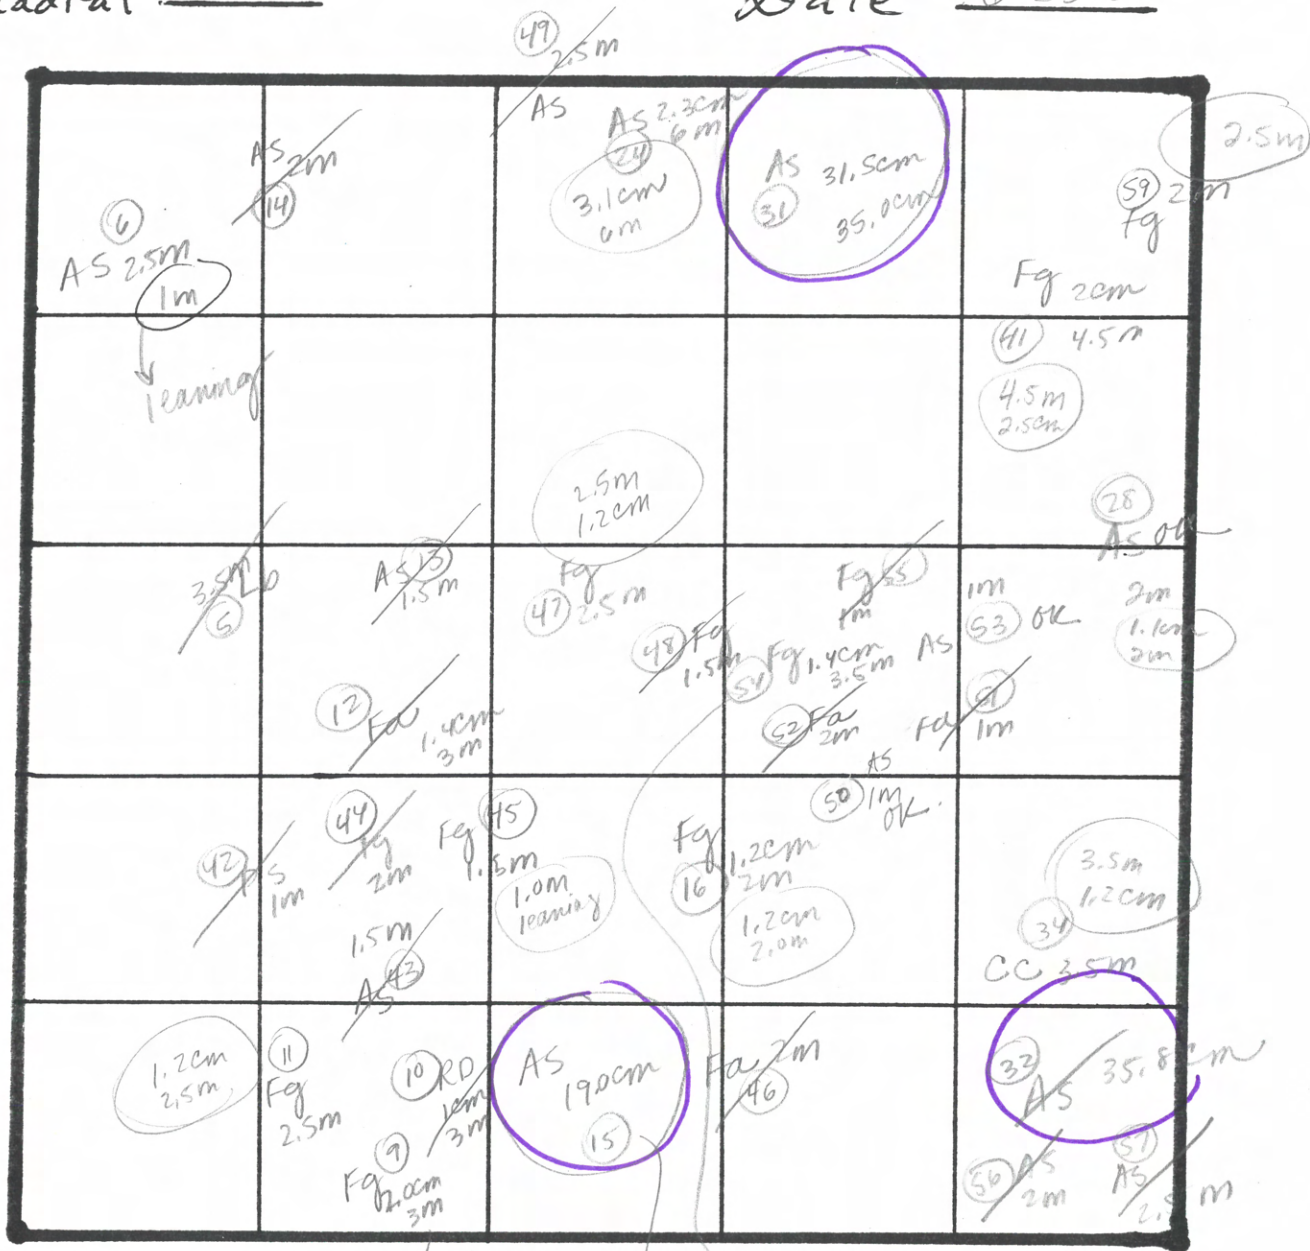 Date
49
2.5m
AS
AS 2.3cm
24 6m
3.1cm
6m
AS 31.5cm
31
35.0cm
2.5m
59 2m
Fg
AS 2m
14
6
AS 2.5m
1m
leaning
Fg 2cm
41 4.5m
4.5m
2.5cm
28
AS OK
2m
1.1cm
2m
2.5m
1.2cm
3.5m
5
AS 13
1.5m
Fg
47 2.5m
48 Fg
1.5m
Fg 55
1m
54 Fg 1.4cm
3.5m
1m
AS 53 OK
52 Fa
2m
Fa 51
1m
12 Fa 1.4cm
3m
AS
50 1m
OK.
42
1m
44
Fg
2m
Fg 45
1.5m
1.0m
leaning
Fg 1.2cm
16 2m
1.2cm
2.0m
3.5m
1.2cm
34
CC 3.5m
1.5m
AS 43
1.2cm
2.5m
11
Fg
2.5m
10 RD
1cm
3m
9
Fg 2.0cm
3m
AS
19.0cm
15
Fa 2m
46
33
AS 35.8cm
56 AS
2m
57
AS
2.5m